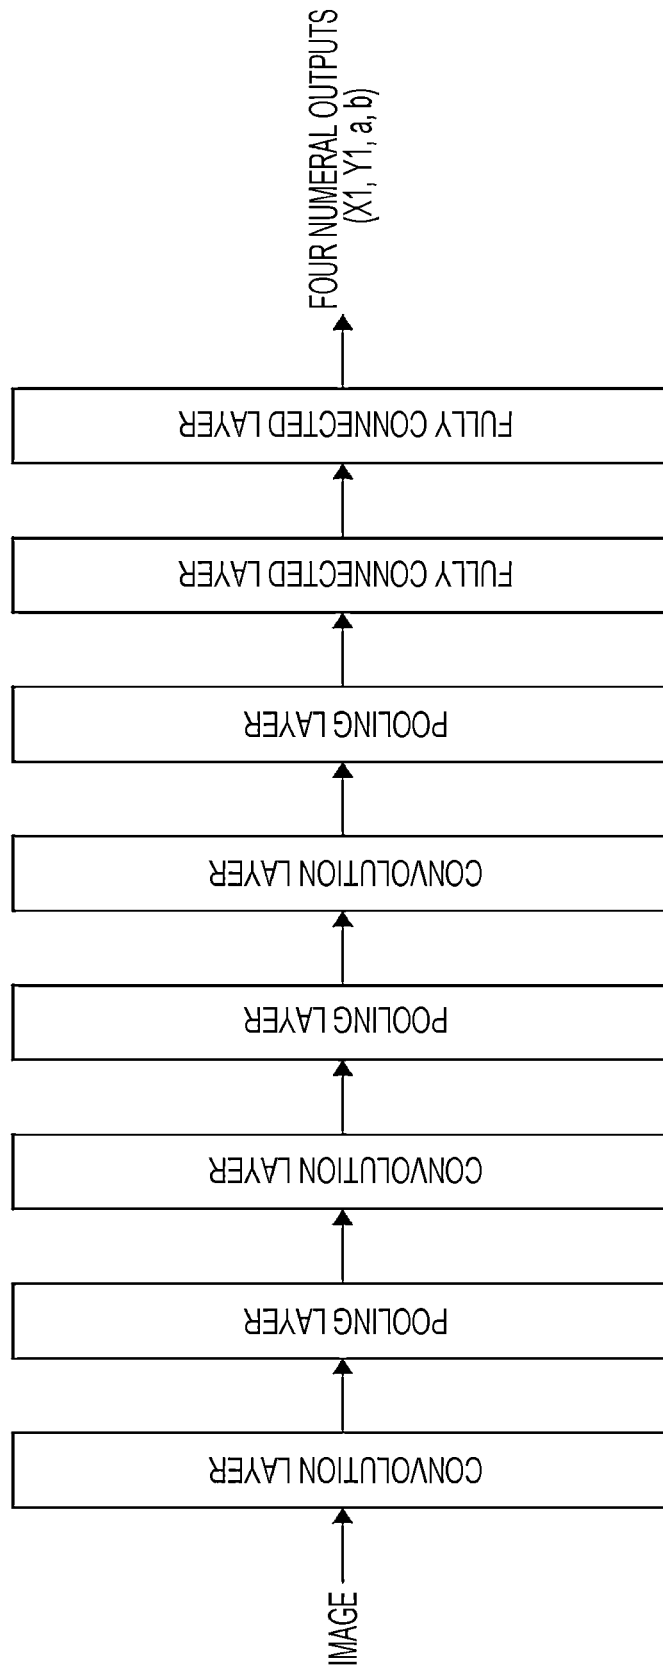 IMAGE
CONVOLUTION LAYER
POOLING LAYER
CONVOLUTION LAYER
POOLING LAYER
CONVOLUTION LAYER
POOLING LAYER
FULLY CONNECTED LAYER
FULLY CONNECTED LAYER
FOUR NUMERAL OUTPUTS
(X1, Y1, a, b)